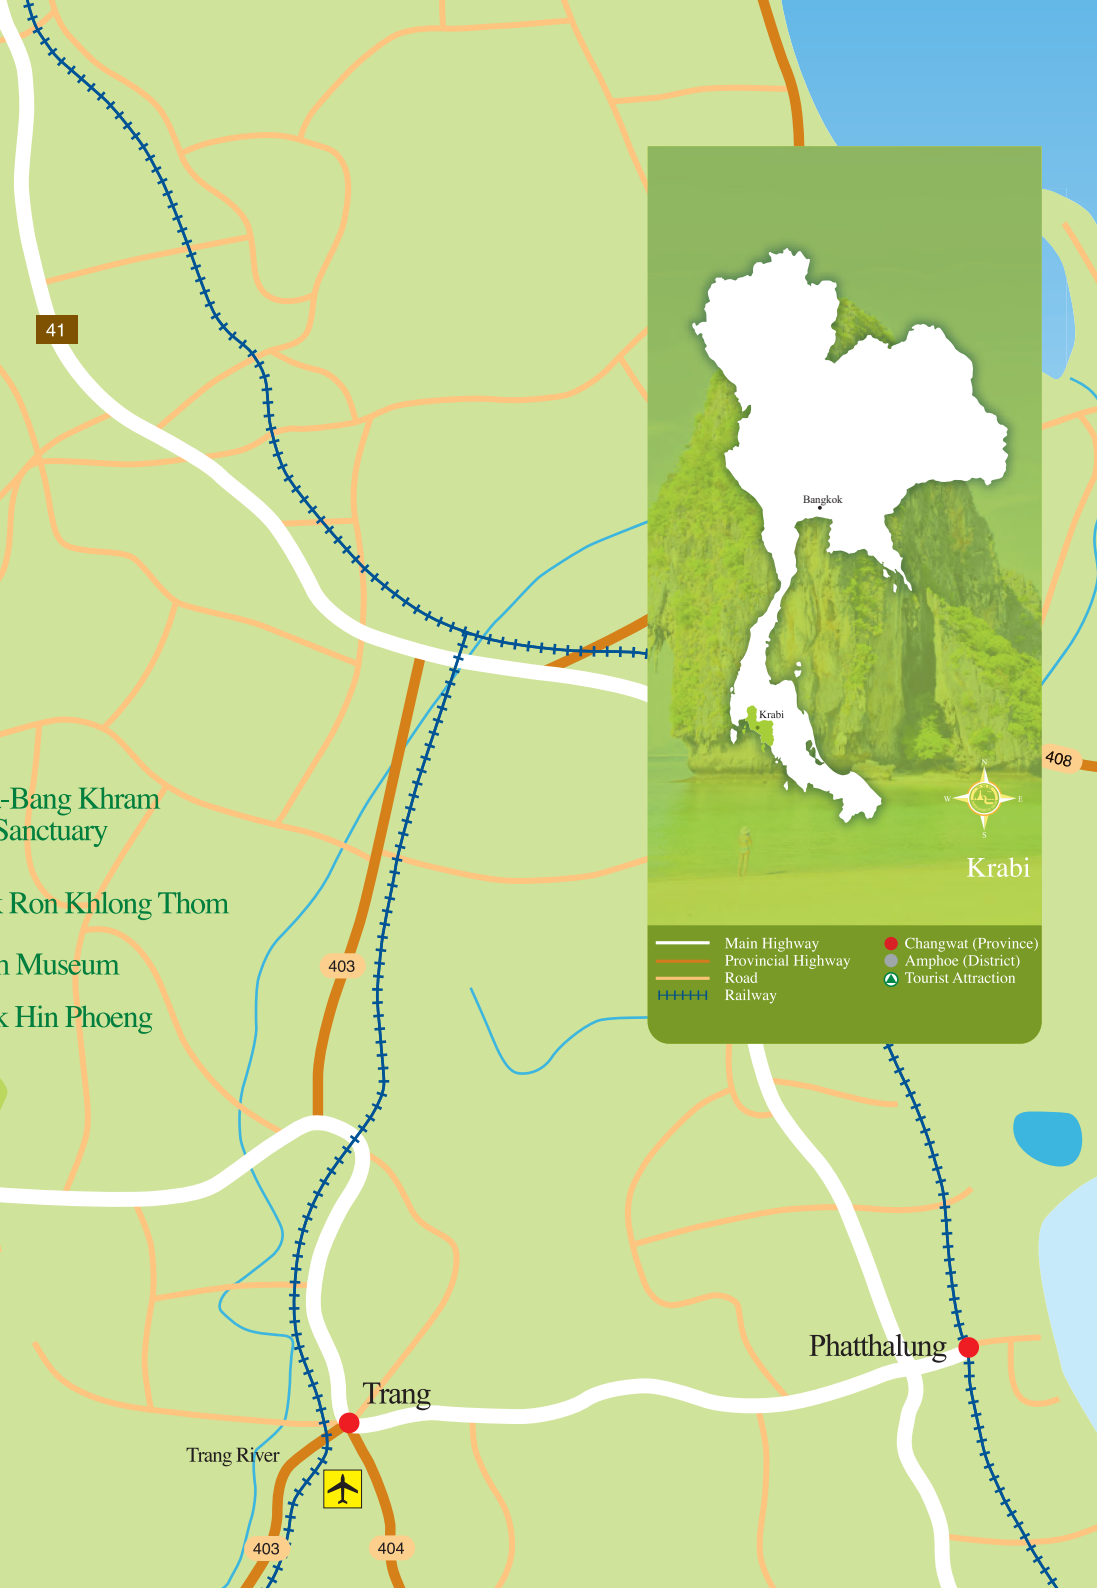 41
Bangkok
Krabi
408
N
W
E
S
Krabi
-Bang Khram
Sanctuary
Ron Khlong Thom
Museum
Hin Phoeng
403
Main Highway
Provincial Highway
Road
Railway
Changwat (Province)
Amphoe (District)
Tourist Attraction
Phatthalung
Trang
Trang River
403
404